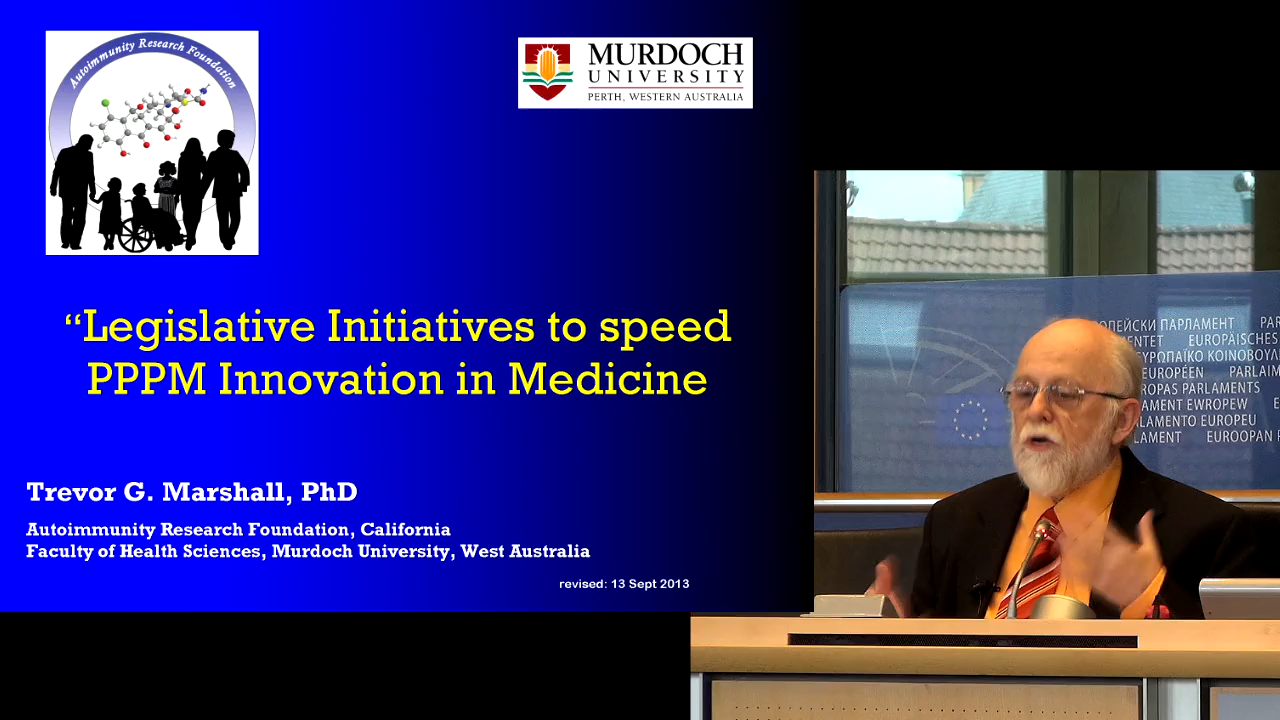 Autoimmunity Research Foundation
MURDOCH
UNIVERSITY
PERTH, WESTERN AUSTRALIA
“Legislative Initiatives to speed
PPPM Innovation in Medicine
Trevor G. Marshall, PhD
Autoimmunity Research Foundation, California
Faculty of Health Sciences, Murdoch University, West Australia
revised: 13 Sept 2013
ПАРЛАМЕНТ
EUROPÄISCHES
ΕΥΡΩΠΑΪΚΟ
EUROPÉEN
PARLAMENTS
EWROPEW
EUROPEU
EUROOPAN